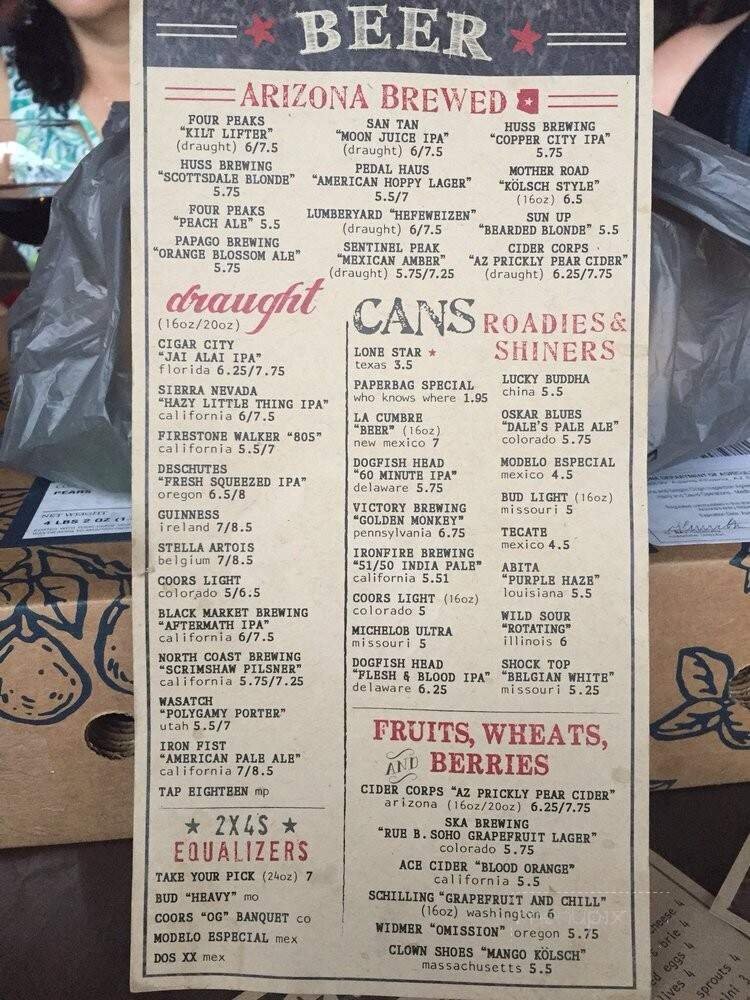 BEER
ARIZONA BREWED
FOUR PEAKS
"KILT LIFTER"
(draught) 6/7.5
HUSS BREWING
"SCOTTSDALE BLONDE"
5.75
FOUR PEAKS
"PEACH ALE" 5.5
PAPAGO BREWING
"ORANGE BLOSSOM ALE"
5.75
SAN TAN
"MOON JUICE IPA"
(draught) 6/7.5
PEDAL HAUS
"AMERICAN HOPPY LAGER"
5.5/7
LUMBERYARD "HEFEWEIZEN"
(draught) 6/7.5
SENTINEL PEAK
"MEXICAN AMBER"
(draught) 5.75/7.25
HUSS BREWING
"COPPER CITY IPA"
5.75
MOTHER ROAD
"KÖLSCH STYLE"
(16oz) 6.5
SUN UP
"BEARDED BLONDE" 5.5
CIDER CORPS
"AZ PRICKLY PEAR CIDER"
(draught) 6.25/7.75
draught
(16oz/20oz)
CIGAR CITY
"JAI ALAI IPA"
florida 6.25/7.75
SIERRA NEVADA
"HAZY LITTLE THING IPA"
california 6/7.5
FIRESTONE WALKER "805"
california 5.5/7
DESCHUTES
"FRESH SQUEEZED IPA"
oregon 6.5/8
GUINNESS
ireland 7/8.5
STELLA ARTOIS
belgium 7/8.5
COORS LIGHT
colorado 5/6.5
BLACK MARKET BREWING
"AFTERMATH IPA"
california 6/7.5
NORTH COAST BREWING
"SCRIMSHAW PILSNER"
california 5.75/7.25
WASATCH
"POLYGAMY PORTER"
utah 5.5/7
IRON FIST
"AMERICAN PALE ALE"
california 7/8.5
TAP EIGHTEEN mp
2X4S
EQUALIZERS
TAKE YOUR PICK (24oz) 7
BUD "HEAVY" mo
COORS "OG" BANQUET co
MODELO ESPECIAL mex
DOS XX mex
CANS
LONE STAR
texas 3.5
PAPERBAG SPECIAL
who knows where 1.95
LA CUMBRE
"BEER" (16oz)
new mexico 7
DOGFISH HEAD
"60 MINUTE IPA"
delaware 5.75
VICTORY BREWING
"GOLDEN MONKEY"
pennsylvania 6.75
IRONFIRE BREWING
"51/50 INDIA PALE"
california 5.51
COORS LIGHT (16oz)
colorado 5
MICHELOB ULTRA
missouri 5
DOGFISH HEAD
"FLESH & BLOOD IPA"
delaware 6.25
ROADIES &
SHINERS
LUCKY BUDDHA
china 5.5
OSKAR BLUES
"DALE'S PALE ALE"
colorado 5.75
MODELO ESPECIAL
mexico 4.5
BUD LIGHT (16oz)
missouri 5
TECATE
mexico 4.5
ABITA
"PURPLE HAZE"
louisiana 5.5
WILD SOUR
"ROTATING"
illinois 6
SHOCK TOP
"BELGIAN WHITE"
missouri 5.25
FRUITS, WHEATS,
AND BERRIES
CIDER CORPS "AZ PRICKLY PEAR CIDER"
arizona (16oz/20oz) 6.25/7.75
SKA BREWING
"RUE B. SOHO GRAPEFRUIT LAGER"
colorado 5.75
ACE CIDER "BLOOD ORANGE"
california 5.5
SCHILLING "GRAPEFRUIT AND CHILL"
(16oz) washington 6
WIDMER "OMISSION" oregon 5.75
CLOWN SHOES "MANGO KÖLSCH"
massachusetts 5.5
PEARS
NET WEIGHT
4 LBS 2 OZ
cheese 4
brie 4
eggs 4
sprouts 4